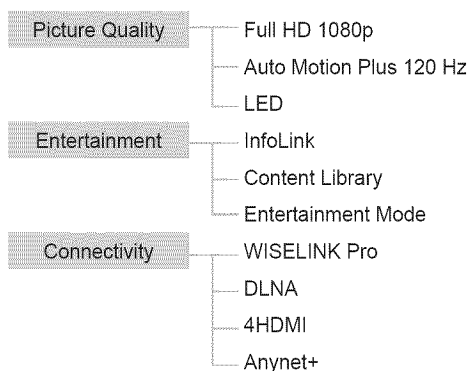 Picture Quality
Full HD 1080p
Auto Motion Plus 120 Hz
LED
Entertainment
InfoLink
Content Library
Entertainment Mode
Connectivity
WISELINK Pro
DLNA
4HDMI
Anynet+